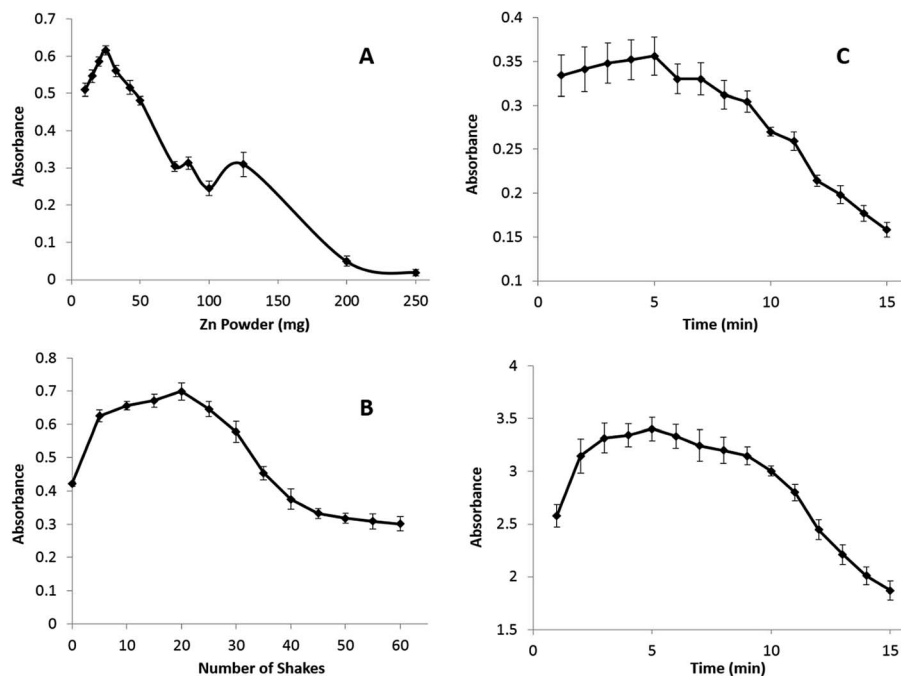 0.7
0.6
0.5
0.4
0.3
0.2
0.1
0
Absorbance
A
0 50 100 150 200 250
Zn Powder (mg)
0.4
0.35
0.3
0.25
0.2
0.15
0.1
Absorbance
C
0 5 10 15
Time (min)
0.8
0.7
0.6
0.5
0.4
0.3
0.2
0.1
0
Absorbance
B
0 10 20 30 40 50 60
Number of Shakes
4
3.5
3
2.5
2
1.5
Absorbance
0 5 10 15
Time (min)